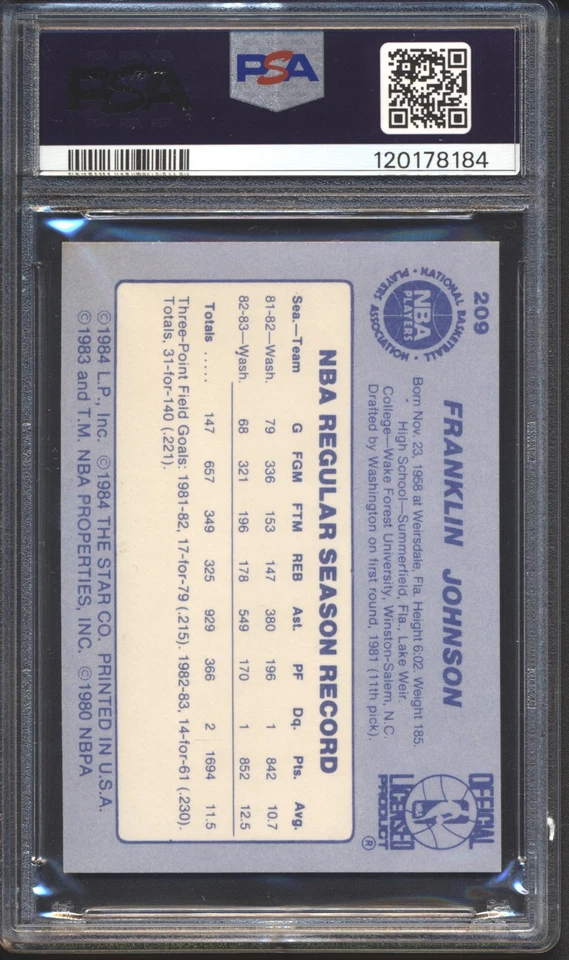 PSA
PSA
120178184
209
NATIONAL BASKETBALL
PLAYERS ASSOCIATION
NBA
PLAYERS
FRANKLIN JOHNSON
Born Nov. 23, 1958 at Weirsdale, Fla. Height 6:02. Weight 185.
High School—Summerfield, Fla., Lake Weir.
College—Wake Forest University, Winston-Salem, N.C.
Drafted by Washington on first round, 1981 (11th pick).
OFFICIAL
NBA
LICENSED
PRODUCT
®
NBA REGULAR SEASON RECORD
Sea.—Team G FGM FTM REB Ast. PF Dq. Pts. Avg.
81-82—Wash. 79 336 153 147 380 196 1 842 10.7
82-83—Wash. 68 321 196 178 549 170 1 852 12.5
Totals ..... 147 657 349 325 929 366 2 1694 11.5
Three-Point Field Goals: 1981-82, 17-for-79 (.215). 1982-83, 14-for-61 (.230).
Totals, 31-for-140 (.221).
©1984 L.P., Inc. ©1984 THE STAR CO. PRINTED IN U.S.A.
©1983 and T.M. NBA PROPERTIES, INC. ©1980 NBPA